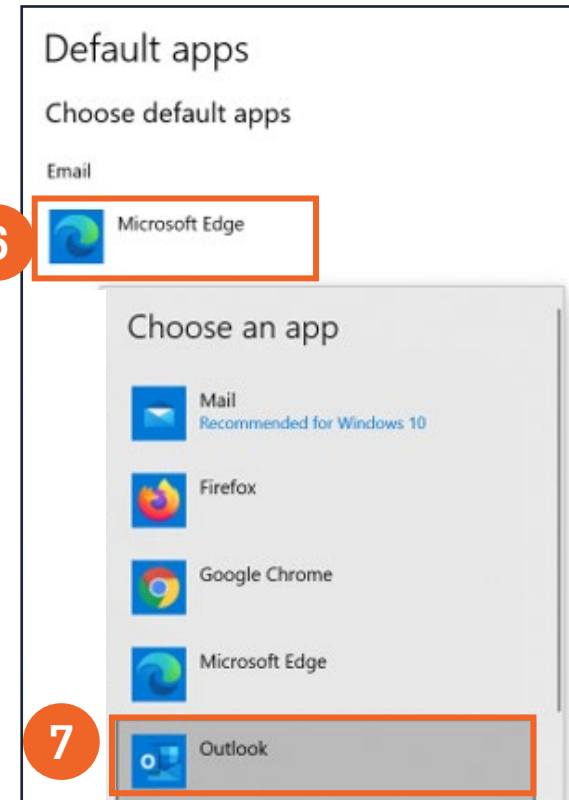 Default apps
Choose default apps
Email
6
Microsoft Edge
Choose an app
Mail
Recommended for Windows 10
Firefox
Google Chrome
Microsoft Edge
7
Outlook